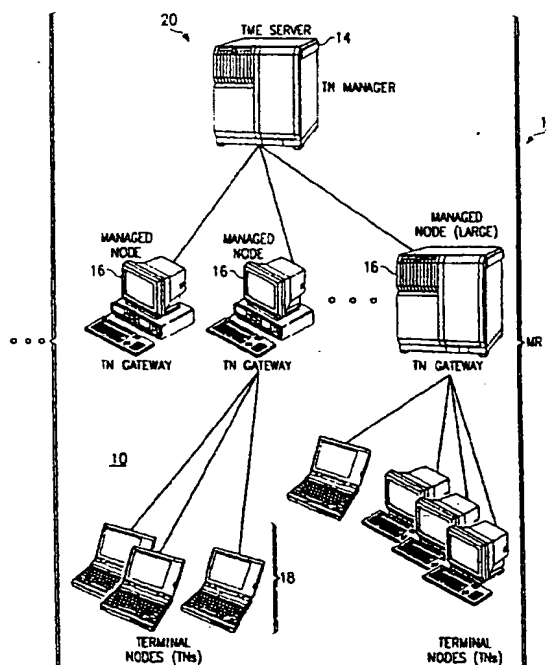 20
TME SERVER
14
TN MANAGER
MANAGED
NODE
16
MANAGED
NODE
16
MANAGED
NODE (LARGE)
16
TN GATEWAY
TN GATEWAY
TN GATEWAY
MR
10
18
TERMINAL
NODES (TNs)
TERMINAL
NODES (TNs)